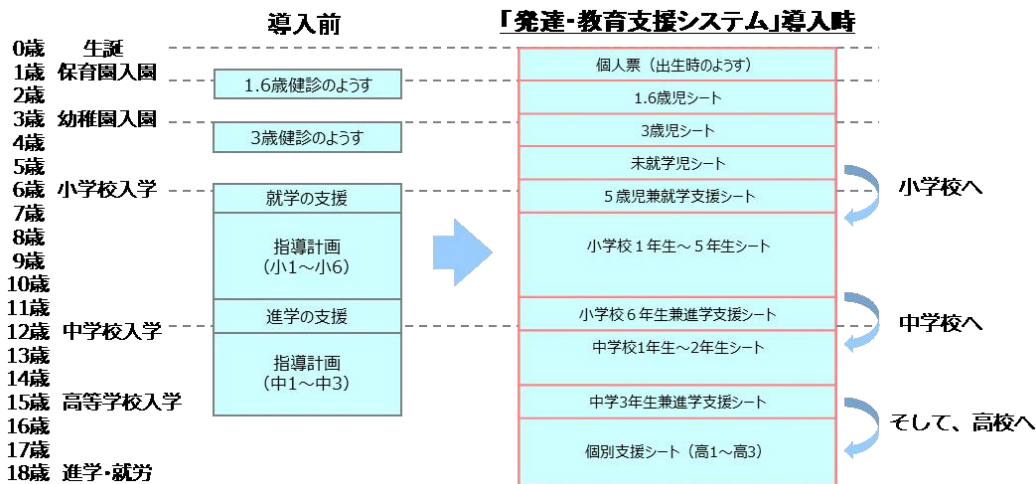 導入前
「発達・教育支援システム」導入時
0歳 生誕
1歳 保育園入園
2歳
3歳 幼稚園入園
4歳
5歳
6歳 小学校入学
7歳
8歳
9歳
10歳
11歳
12歳 中学校入学
13歳
14歳
15歳 高等学校入学
16歳
17歳
18歳 進学・就労
1.6歳健診のようす
3歳健診のようす
就学の支援
指導計画
(小1～小6)
進学の支援
指導計画
(中1～中3)
個人票（出生時のようす）
1.6歳児シート
3歳児シート
未就学児シート
５歳児兼就学支援シート
小学校１年生～５年生シート
小学校６年生兼進学支援シート
中学校1年生～2年生シート
中学3年生兼進学支援シート
個別支援シート（高1～高3）
小学校へ
中学校へ
そして、高校へ